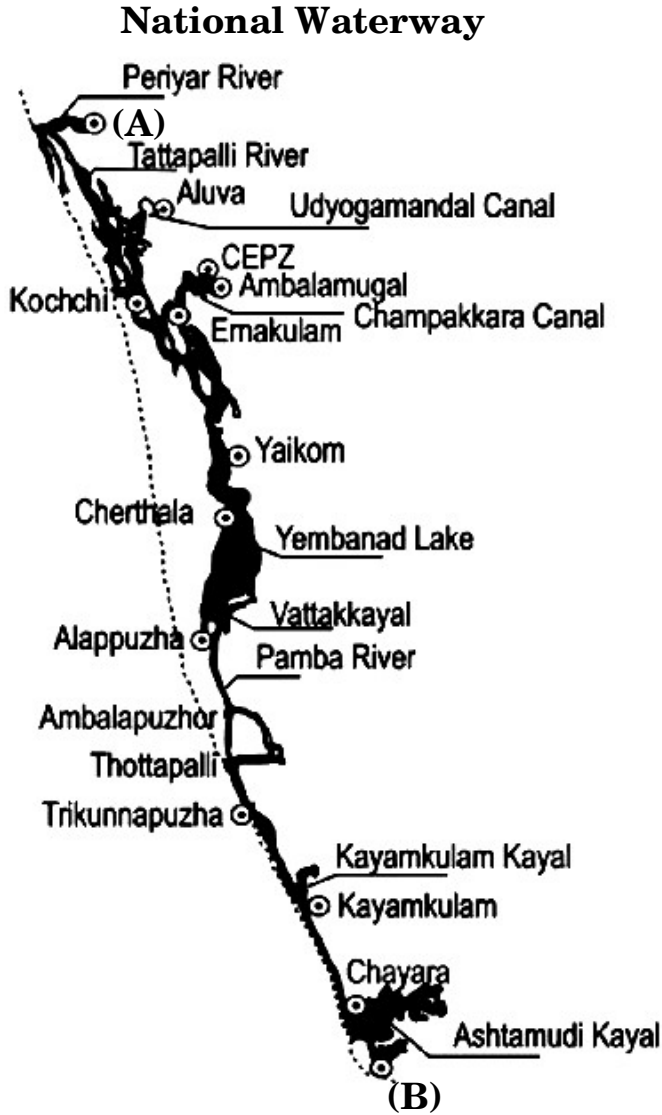 National Waterway
Periyar River
(A)
Tattapalli River
Aluva
Udyogamandal Canal
CEPZ
Ambalamugal
Kochchi
Champakkara Canal
Ernakulam
Yaikom
Cherthala
Yembanad Lake
Vattakkayal
Alappuzha
Pamba River
Ambalapuzhor
Thottapalli
Trikunnapuzha
Kayamkulam Kayal
Kayamkulam
Chayara
Ashtamudi Kayal
(B)